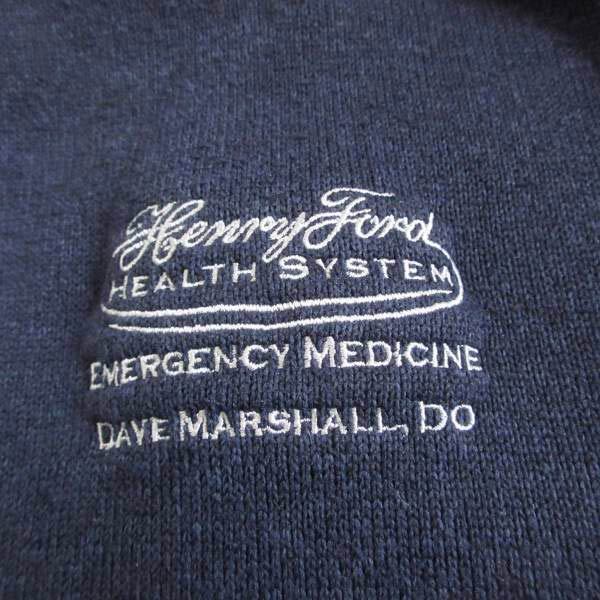 Henry Ford
HEALTH SYSTEM
EMERGENCY MEDICINE
DAVE MARSHALL, DO